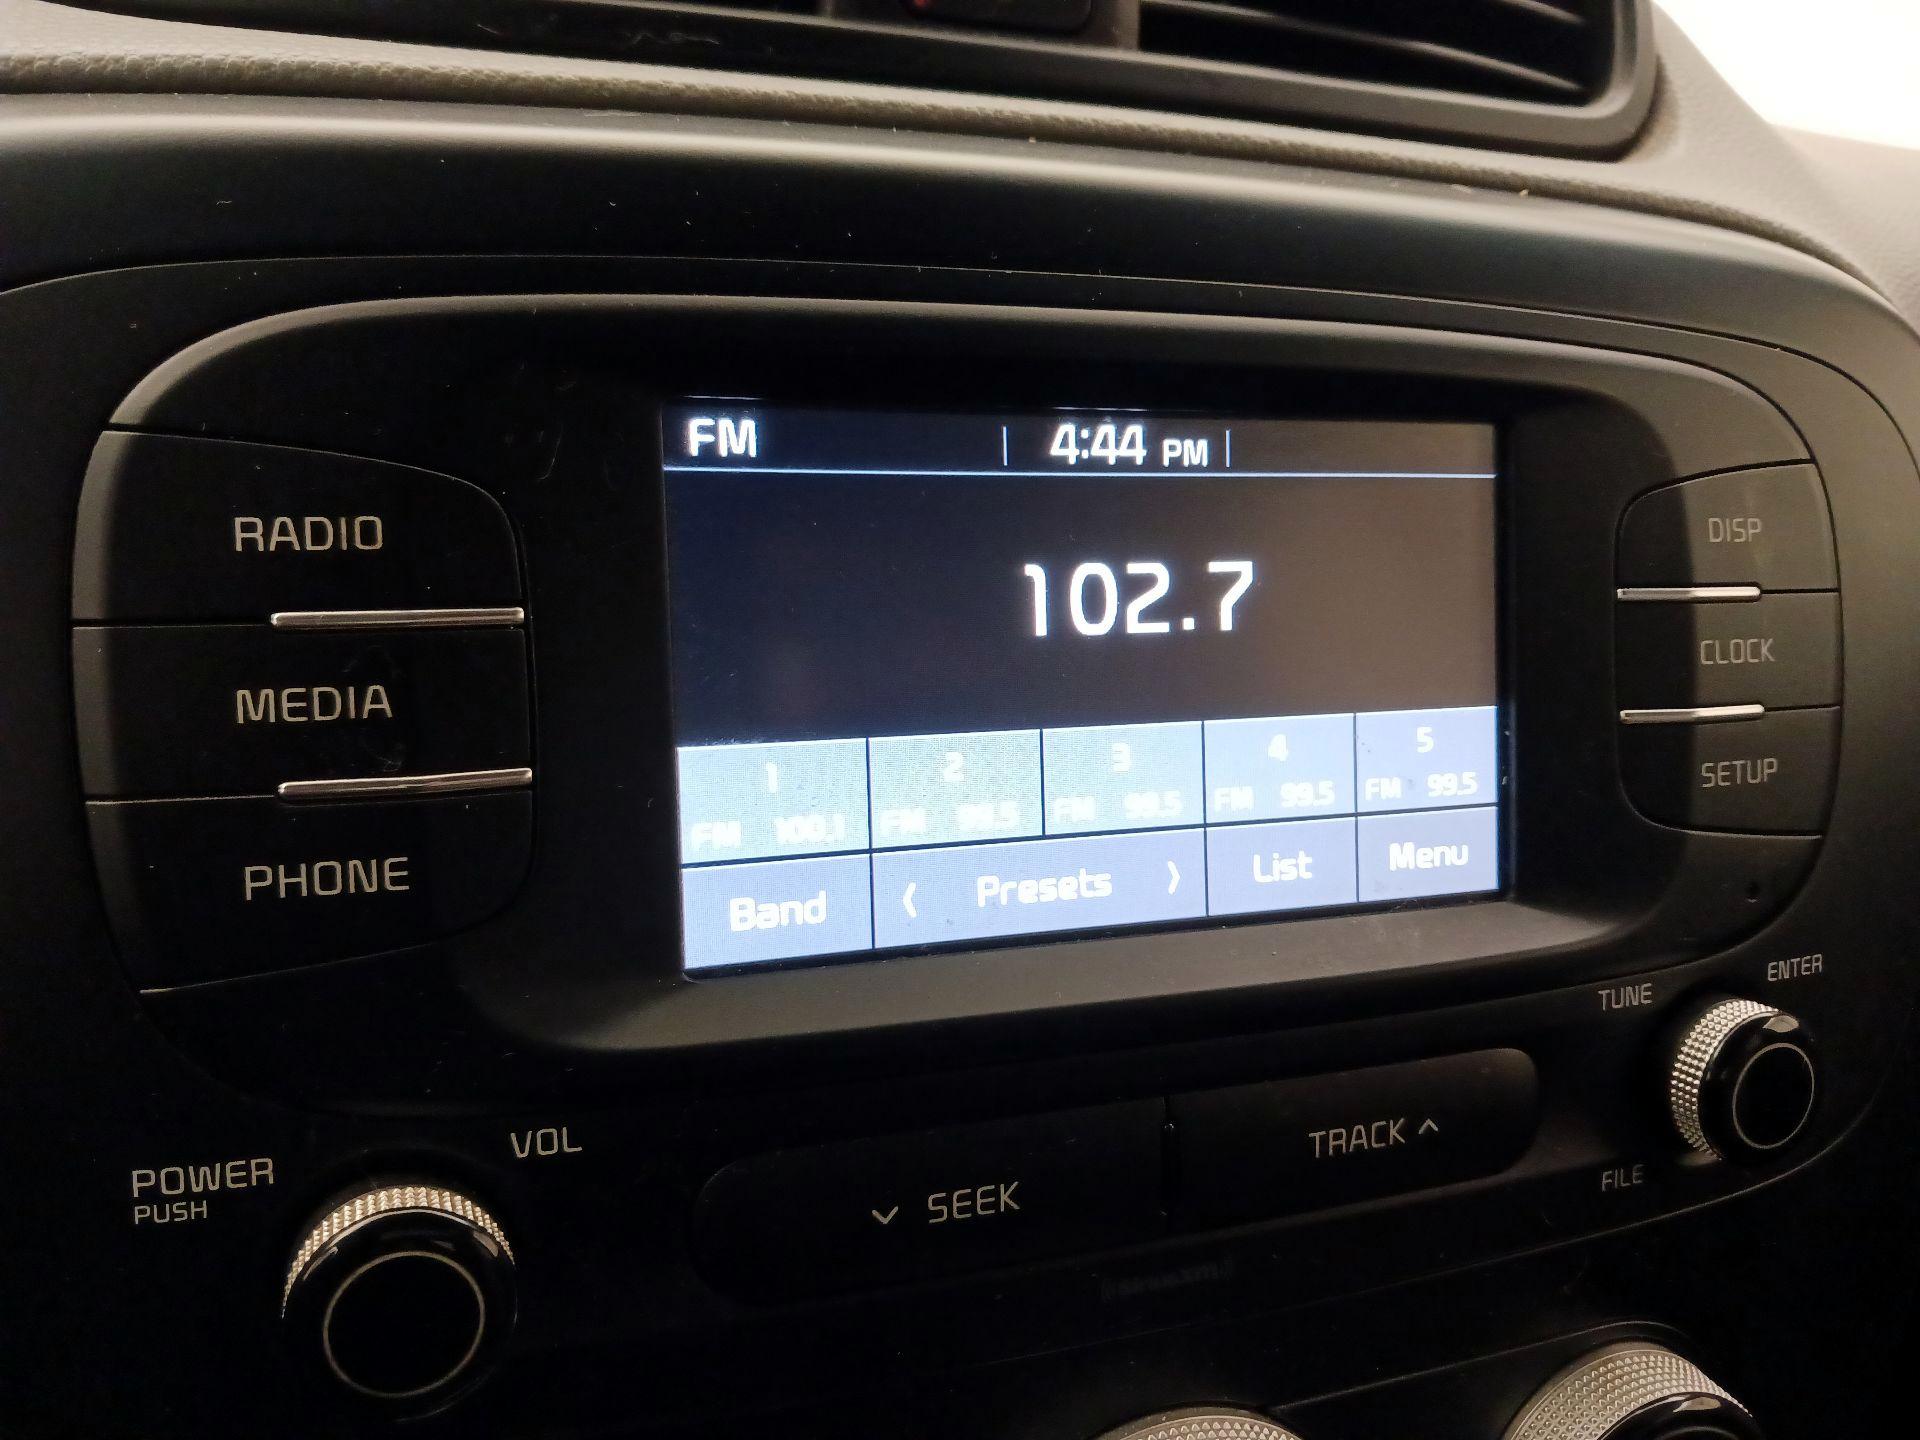 FM 4:44 PM
102.7
1 2 3 4 5
FM 100.1 FM 99.5 FM 99.5 FM 99.5 FM 99.5
Band ⟨ Presets ⟩ List Menu
RADIO
MEDIA
PHONE
DISP
CLOCK
SETUP
POWER
PUSH
VOL
∨ SEEK
TRACK ∧
TUNE
ENTER
FILE
((SiriusXM))